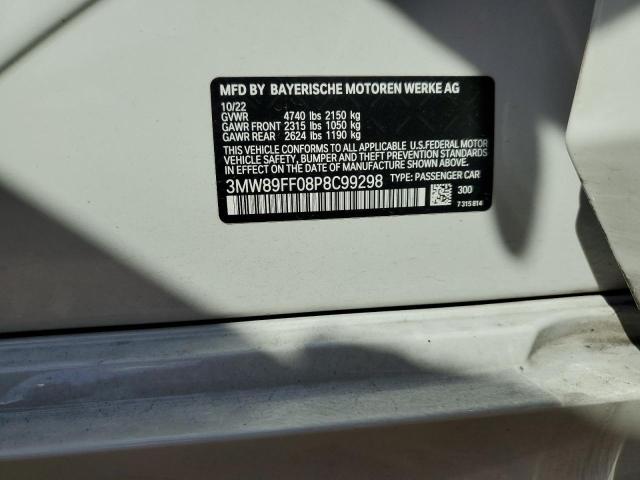 MFD BY BAYERISCHE MOTOREN WERKE AG
10/22
GVWR 4740 lbs 2150 kg
GAWR FRONT 2315 lbs 1050 kg
GAWR REAR 2624 lbs 1190 kg
THIS VEHICLE CONFORMS TO ALL APPLICABLE U.S.FEDERAL MOTOR
VEHICLE SAFETY, BUMPER AND THEFT PREVENTION STANDARDS
IN EFFECT ON THE DATE OF MANUFACTURE SHOWN ABOVE.
3MW89FF08P8C99298 TYPE: PASSENGER CAR
300
7 315 814